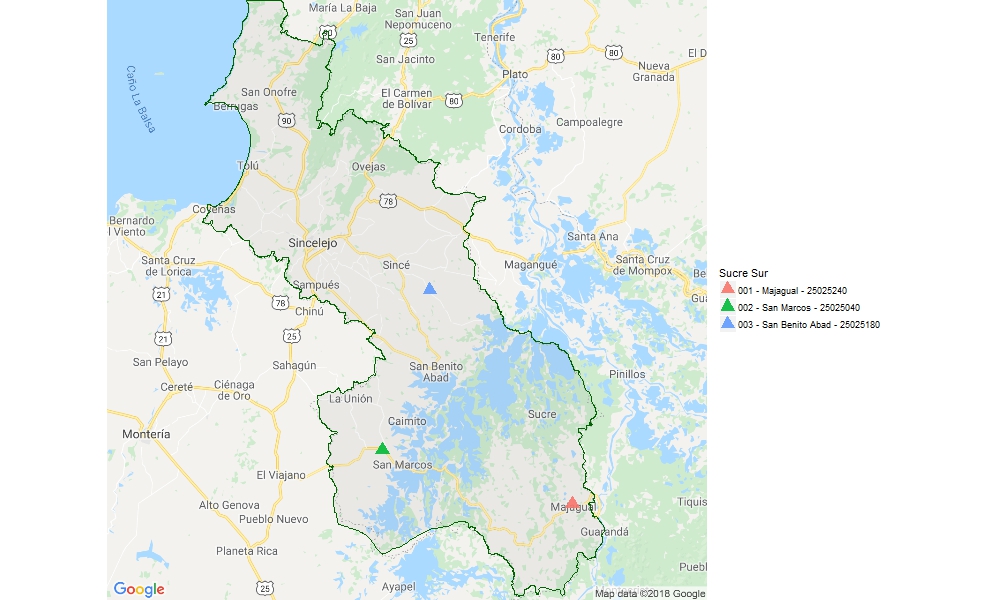 María La Baja
San Juan
Nepomuceno
90
25
Tenerife
80
80
El D
San Jacinto
Nueva
Granada
Plato
San Onofre
El Carmen
de Bolívar
80
Berrugas
Caño La Balsa
90
Cordoba
Campoalegre
Tolú
Ovejas
78
Coveñas
Bernardo
l Viento
Sincelejo
Santa Ana
Santa Cruz
de Lorica
Sincé
Magangué
Santa Cruz
de Mompox
Be
Gua
21
78
Sampués
Chinú
25
21
San Pelayo
Sahagún
San Benito
Abad
Pinillos
Cereté
Ciénaga
de Oro
La Unión
Sucre
Caimito
Montería
San Marcos
El Viajano
Alto Genova
Majagual
Tiquis
Pueblo Nuevo
Guarandá
Planeta Rica
Puebl
Ayapel
25
Google
Map data ©2018 Google
Sucre Sur
001 - Majagual - 25025240
002 - San Marcos - 25025040
003 - San Benito Abad - 25025180